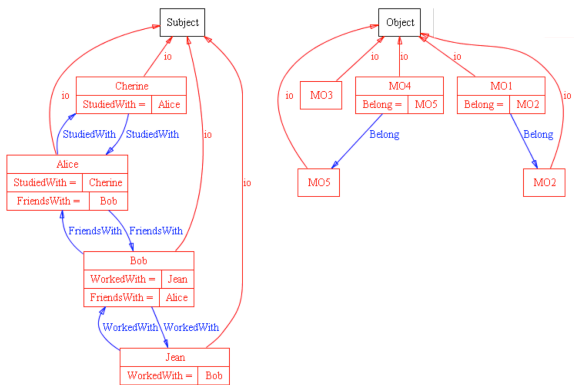 Subject
Object
io
io
io
io
io
io
io
io
io
Cherine
StudiedWith = Alice
MO3
MO4
Belong = MO5
MO1
Belong = MO2
StudiedWith
StudiedWith
Belong
Belong
Alice
StudiedWith = Cherine
FriendsWith = Bob
MO5
MO2
FriendsWith
FriendsWith
Bob
WorkedWith = Jean
FriendsWith = Alice
WorkedWith
WorkedWith
Jean
WorkedWith = Bob